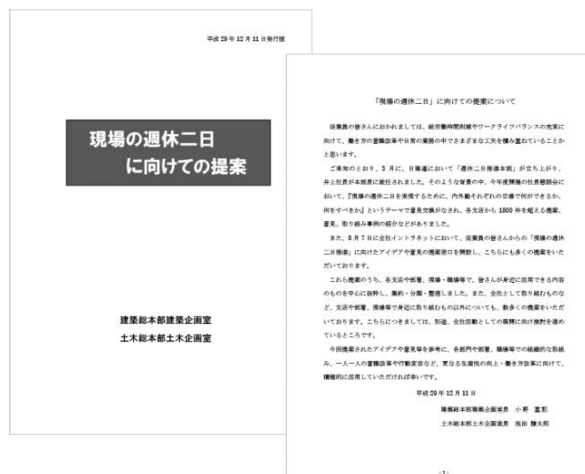 平成 29 年 12 月 11 日発行版
現場の週休二日
に向けての提案
建築総本部建築企画室
土木総本部土木企画室
「現場の週休二日」に向けての提案について
従業員の皆さんにおかれましては、総労働時間削減やワークライフバランスの充実に
向けて、働き方の意識改革や日常の業務の中でさまざまな工夫を積み重ねていることか
と思います。
ご承知のとおり、3 月に、日建連において「週休二日推進本部」が立ち上がり、
井上社長が本部長に就任されました。そのような背景の中、今年度開催の社長懇談会に
おいて、『現場の週休二日を実現するために、内外勤それぞれの立場で何ができるか、
何をすべきか』というテーマで意見交換がなされ、各支店から 1800 件を超える提案、
意見、取り組み事例の紹介などがありました。
また、8 月 7 日に全社イントラネットにおいて、従業員の皆さんからの「現場の週休
二日推進」に向けたアイデアや意見の提案窓口を開設し、こちらにも多くの提案をいた
だいております。
これら提案のうち、各支店や部署、現場・職場等で、皆さんが身近に活用できる内容
のものを中心に抜粋し、集約・分類・整理しました。また、全社として取り組むものな
ど、支店や部署、現場等で身近に取り組むもの以外についても、数多くの提案をいただ
いております。こちらにつきましては、別途、全社活動としての展開に向け検討を進め
ているところです。
今回提案されたアイデアや意見等を参考に、各部門や部署、職場等での組織的な取組
み、一人一人の意識改革や行動変容など、更なる生産性の向上・働き方改革に向けて、
積極的に活用していただければ幸いです。
平成 29 年 12 月 11 日
建築総本部建築企画室長
土木総本部土木企画室長
- 1 -